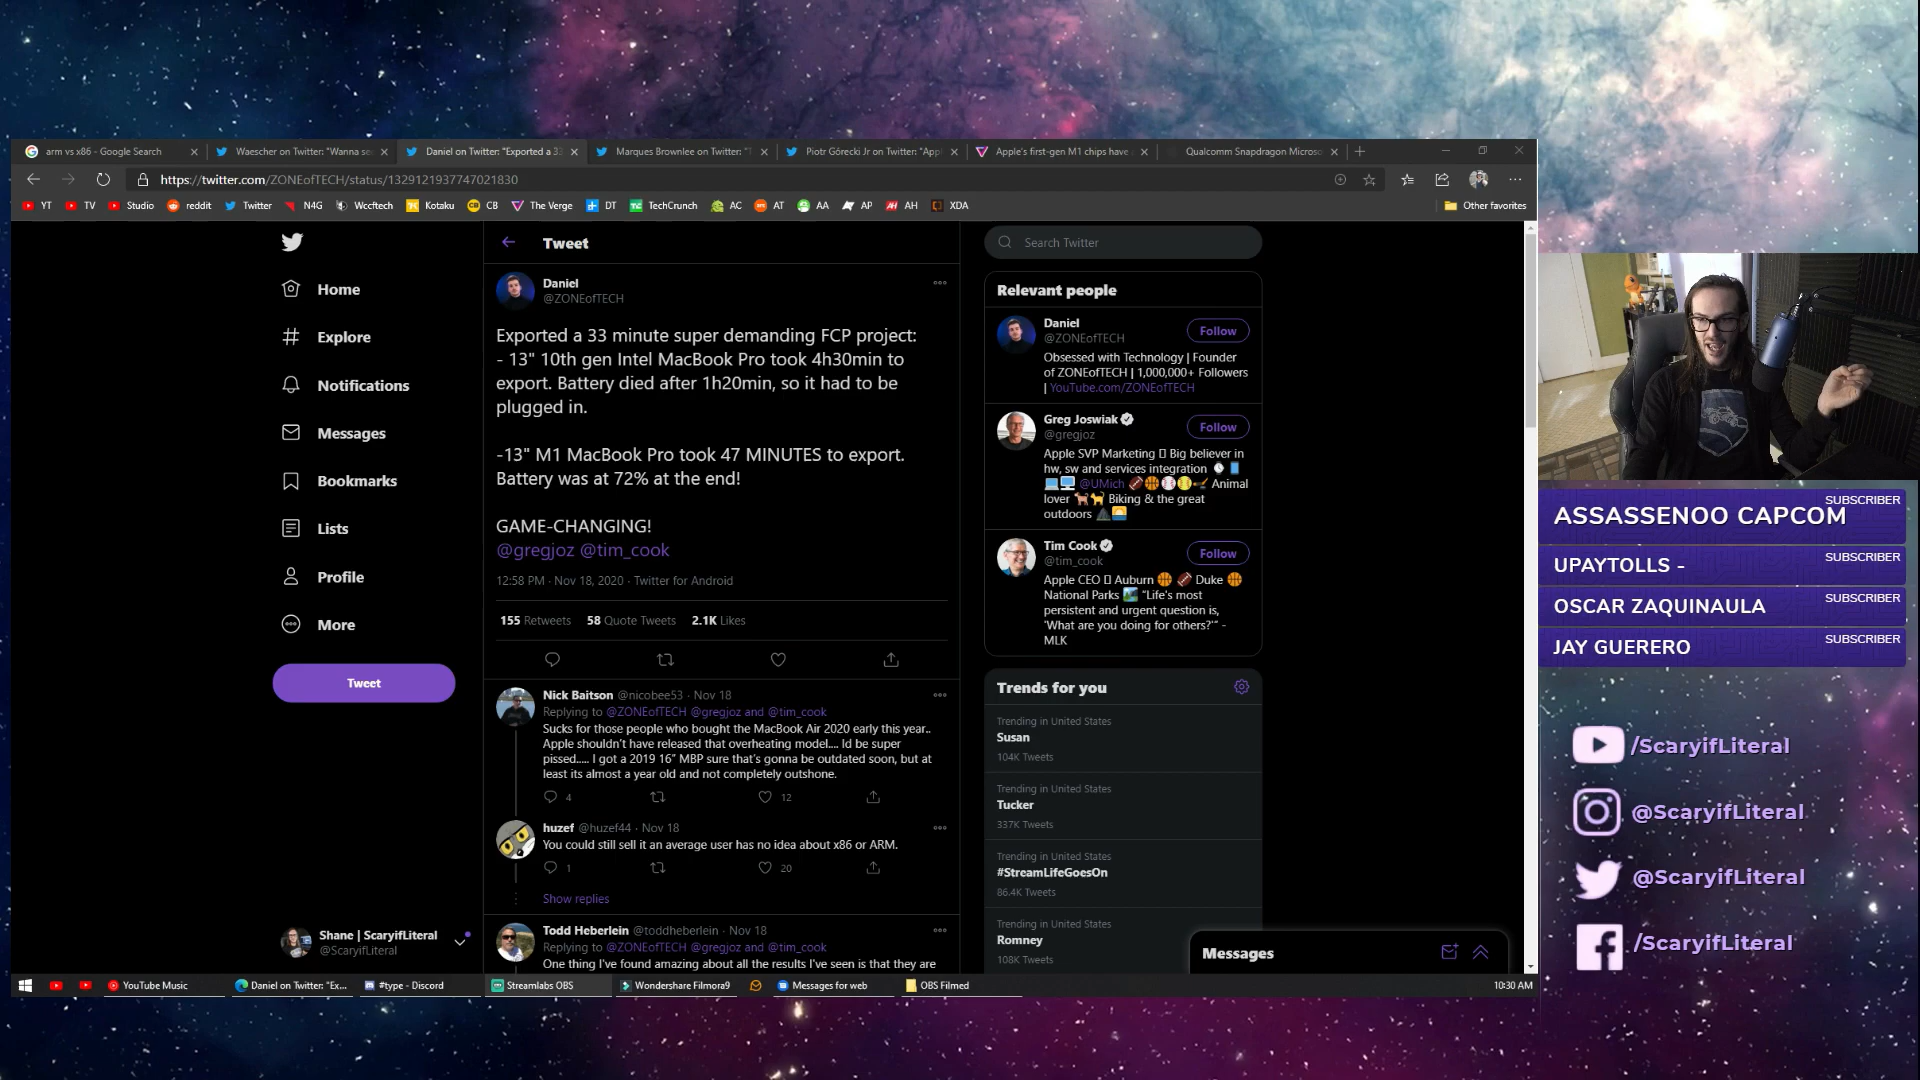 arm vs x86 - Google Search
Waescher on Twitter: "Wanna se
Daniel on Twitter: "Exported a 33
Marques Brownlee on Twitter: "T
Piotr Górecki Jr on Twitter: "Appl
Apple's first-gen M1 chips have
Qualcomm Snapdragon Microso
https://twitter.com/ZONEofTECH/status/1329121937747021830
YT
TV
Studio
reddit
Twitter
N4G
Wccftech
Kotaku
CB
The Verge
DT
TechCrunch
AC
AT
AA
AP
AH
XDA
Other favorites
Home
Explore
Notifications
Messages
Bookmarks
Lists
Profile
More
Tweet
Shane | ScaryifLiteral
@ScaryifLiteral
Tweet
Daniel
@ZONEofTECH
Exported a 33 minute super demanding FCP project:
- 13" 10th gen Intel MacBook Pro took 4h30min to
export. Battery died after 1h20min, so it had to be
plugged in.
-13" M1 MacBook Pro took 47 MINUTES to export.
Battery was at 72% at the end!
GAME-CHANGING!
@gregjoz @tim_cook
12:58 PM · Nov 18, 2020 · Twitter for Android
155 Retweets 58 Quote Tweets 2.1K Likes
Nick Baitson @nicobee53 · Nov 18
Replying to @ZONEofTECH @gregjoz and @tim_cook
Sucks for those people who bought the MacBook Air 2020 early this year..
Apple shouldn't have released that overheating model.... Id be super
pissed..... I got a 2019 16" MBP sure that's gonna be outdated soon, but at
least its almost a year old and not completely outshone.
4
12
huzef @huzef44 · Nov 18
You could still sell it an average user has no idea about x86 or ARM.
1
20
Show replies
Todd Heberlein @toddheberlein · Nov 18
Replying to @ZONEofTECH @gregjoz and @tim_cook
One thing I've found amazing about all the results I've seen is that they are
Search Twitter
Relevant people
Daniel
@ZONEofTECH
Follow
Obsessed with Technology | Founder
of ZONEofTECH | 1,000,000+ Followers
| YouTube.com/ZONEofTECH
Greg Joswiak
@gregjoz
Follow
Apple SVP Marketing Big believer in
hw, sw and services integration
@UMich Animal
lover Biking & the great
outdoors
Tim Cook
@tim_cook
Follow
Apple CEO Auburn Duke
National Parks "Life's most
persistent and urgent question is,
'What are you doing for others?'" -
MLK
Trends for you
Trending in United States
Susan
104K Tweets
Trending in United States
Tucker
337K Tweets
Trending in United States
#StreamLifeGoesOn
86.4K Tweets
Trending in United States
Romney
108K Tweets
Messages
YouTube Music
Daniel on Twitter: "Ex...
#type - Discord
Streamlabs OBS
Wondershare Filmora9
Messages for web
OBS Filmed
10:30 AM
SUBSCRIBER
ASSASSENOO CAPCOM
SUBSCRIBER
UPAYTOLLS -
SUBSCRIBER
OSCAR ZAQUINAULA
SUBSCRIBER
JAY GUERERO
/ScaryifLiteral
@ScaryifLiteral
@ScaryifLiteral
/ScaryifLiteral